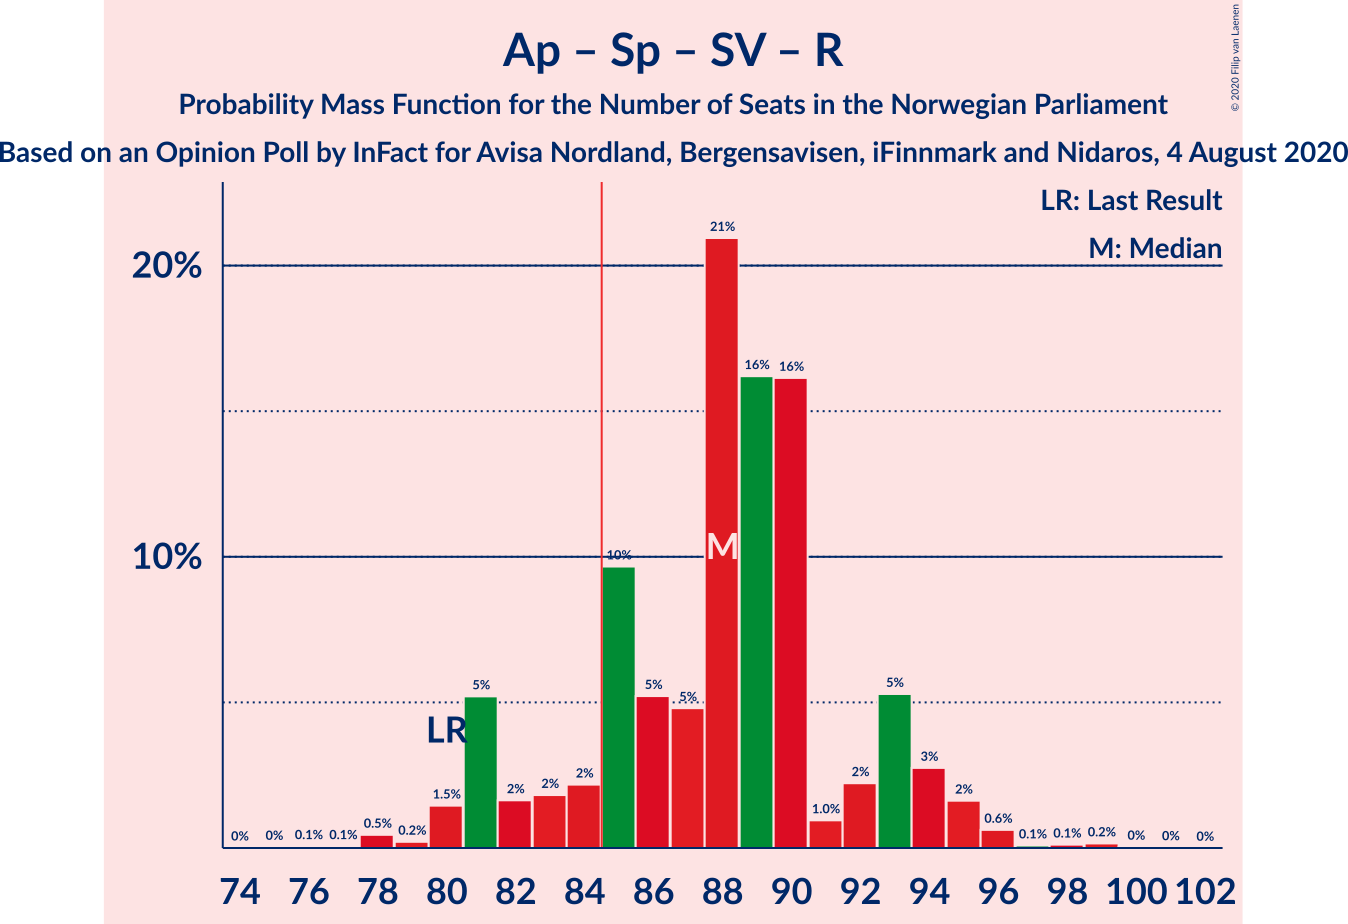 Ap – Sp – SV – R
Probability Mass Function for the Number of Seats in the Norwegian Parliament
Based on an Opinion Poll by InFact for Avisa Nordland, Bergensavisen, iFinnmark and Nidaros, 4 August 2020
© 2020 Filip van Laenen
LR: Last Result
M: Median
20%
10%
0% 0% 0.1% 0.1% 0.5% 0.2% 1.5% 5% 2% 2% 2% 10% 5% 5% 21% 16% 16% 1.0% 2% 5% 3% 2% 0.6% 0.1% 0.1% 0.2% 0% 0% 0%
LR
M
74 76 78 80 82 84 86 88 90 92 94 96 98 100 102